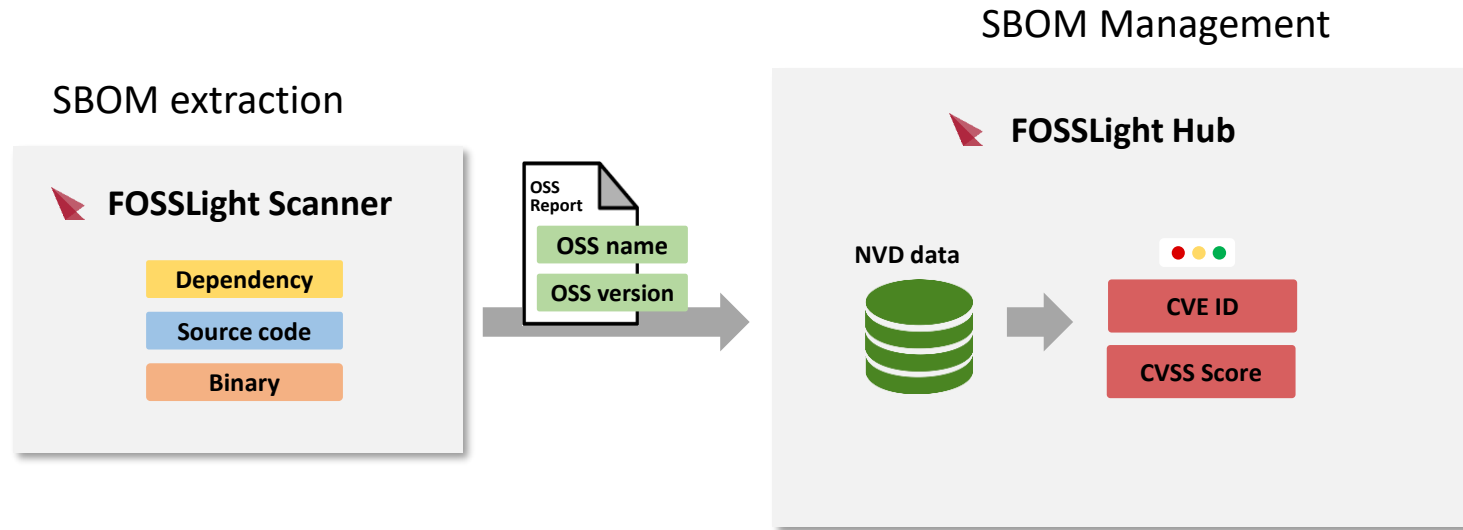 SBOM Management
SBOM extraction
FOSSLight Scanner
Dependency
Source code
Binary
OSS
Report
OSS name
OSS version
FOSSLight Hub
NVD data
CVE ID
CVSS Score